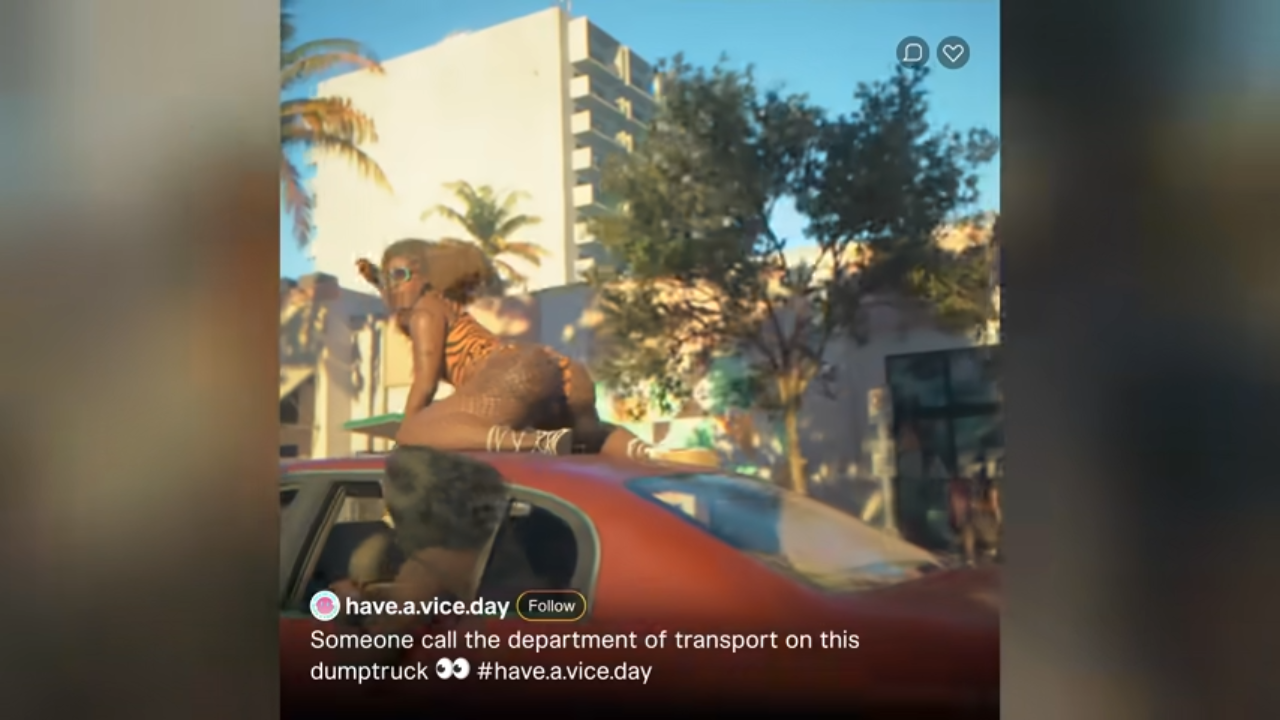 have.a.vice.day Follow
Someone call the department of transport on this
dumptruck 👀 #have.a.vice.day